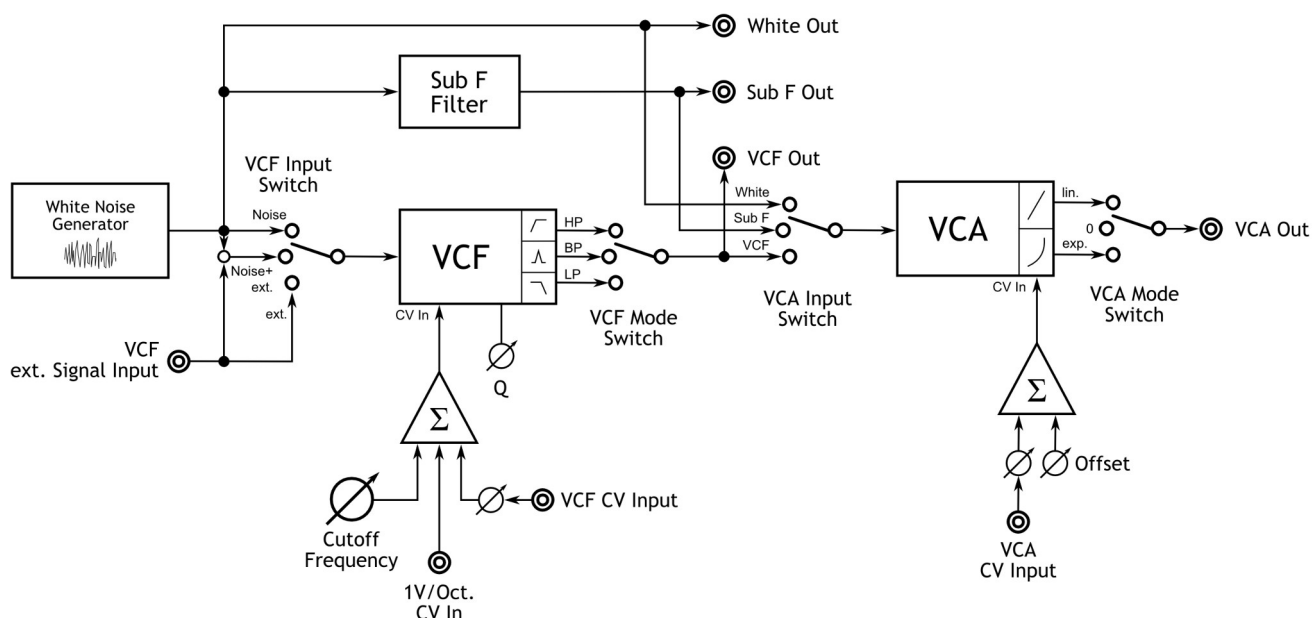 White Out
Sub F
Filter
Sub F Out
VCF Input
Switch
VCF Out
White Noise
Generator
Noise
Noise+
ext.
ext.
VCF
ext. Signal Input
VCF
HP
BP
LP
CV In
Q
VCF Mode
Switch
White
Sub F
VCF
VCA Input
Switch
VCA
lin.
0
exp.
CV In
VCA Out
VCA Mode
Switch
Σ
Cutoff
Frequency
1V/Oct.
CV In
VCF CV Input
Σ
Offset
VCA
CV Input